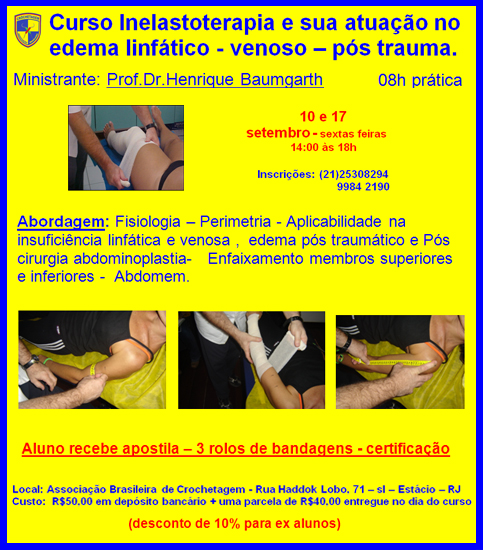 Curso Inelastoterapia e sua atuação no
edema linfático - venoso – pós trauma.
Ministrante: Prof.Dr.Henrique Baumgarth 08h prática
10 e 17
setembro - sextas feiras
14:00 às 18h
Inscrições: (21)25308294
9984 2190
Abordagem: Fisiologia – Perimetria - Aplicabilidade na
insuficiência linfática e venosa , edema pós traumático e Pós
cirurgia abdominoplastia- Enfaixamento membros superiores
e inferiores - Abdomem.
Aluno recebe apostila – 3 rolos de bandagens - certificação
Local: Associação Brasileira de Crochetagem - Rua Haddok Lobo, 71 – sl – Estácio – RJ
Custo: R$50,00 em depósito bancário + uma parcela de R$40,00 entregue no dia do curso
(desconto de 10% para ex alunos)